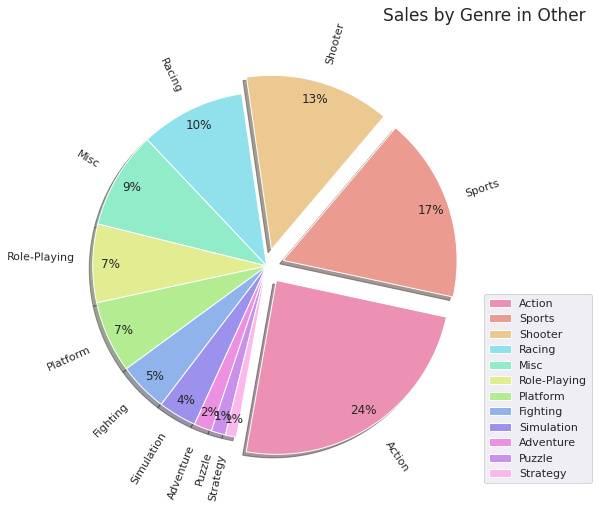 Sales by Genre in Other
Shooter
Racing
13%
10%
Misc
9%
Sports
17%
Role-Playing
7%
Platform
7%
Fighting
5%
Simulation
4%
Adventure
2%
Puzzle
1%
Strategy
1%
Action
24%
Action
Sports
Shooter
Racing
Misc
Role-Playing
Platform
Fighting
Simulation
Adventure
Puzzle
Strategy